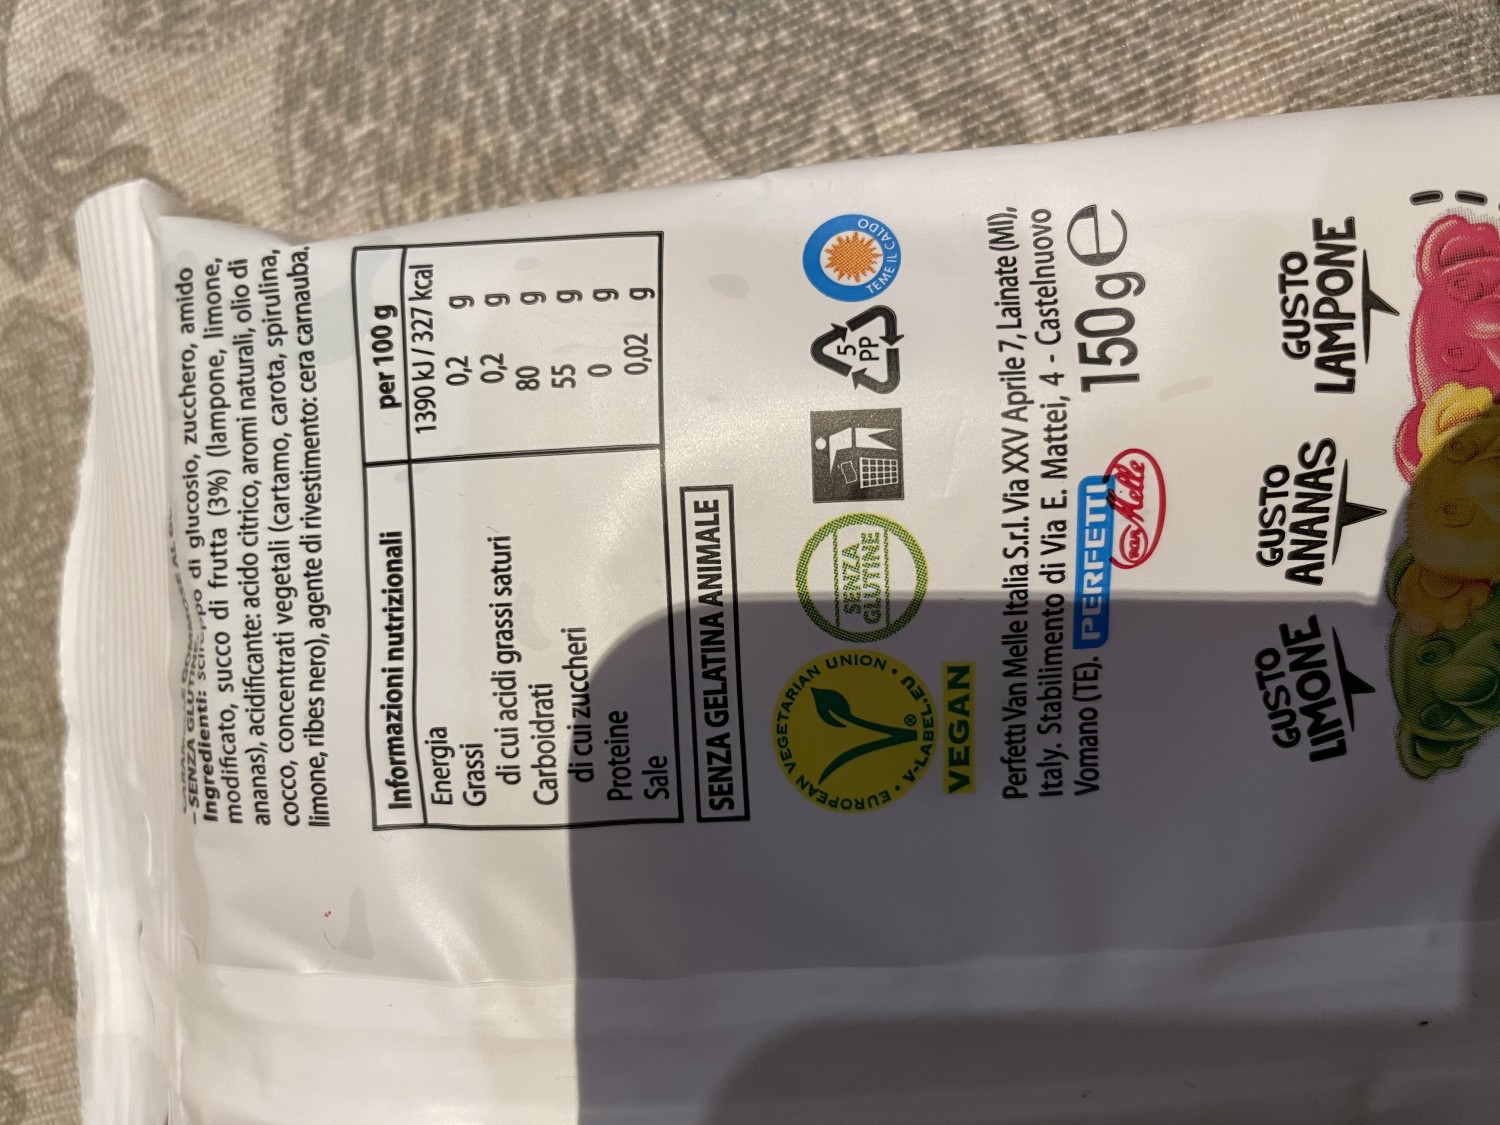 – SENZA GLUTINE
Ingredienti: sciroppo di glucosio, zucchero, amido
modificato, succo di frutta (3%) (lampone, limone,
ananas), acidificante: acido citrico, aromi naturali, olio di
cocco, concentrati vegetali (cartamo, carota, spirulina,
limone, ribes nero), agente di rivestimento: cera carnauba.
Informazioni nutrizionali per 100 g
Energia 1390 kJ / 327 kcal
Grassi 0,2 g
di cui acidi grassi saturi 0,2 g
Carboidrati 80 g
di cui zuccheri 55 g
Proteine 0 g
Sale 0,02 g
SENZA GELATINA ANIMALE
EUROPEAN VEGETARIAN UNION • V-LABEL.EU •
®
VEGAN
SENZA
GLUTINE
5
PP
TEME IL CALDO
Perfetti Van Melle Italia S.r.l. Via XXV Aprile 7, Lainate (MI),
Italy. Stabilimento di Via E. Mattei, 4 - Castelnuovo
Vomano (TE). PERFETTI van Melle 150 g e
GUSTO
LIMONE
GUSTO
ANANAS
GUSTO
LAMPONE